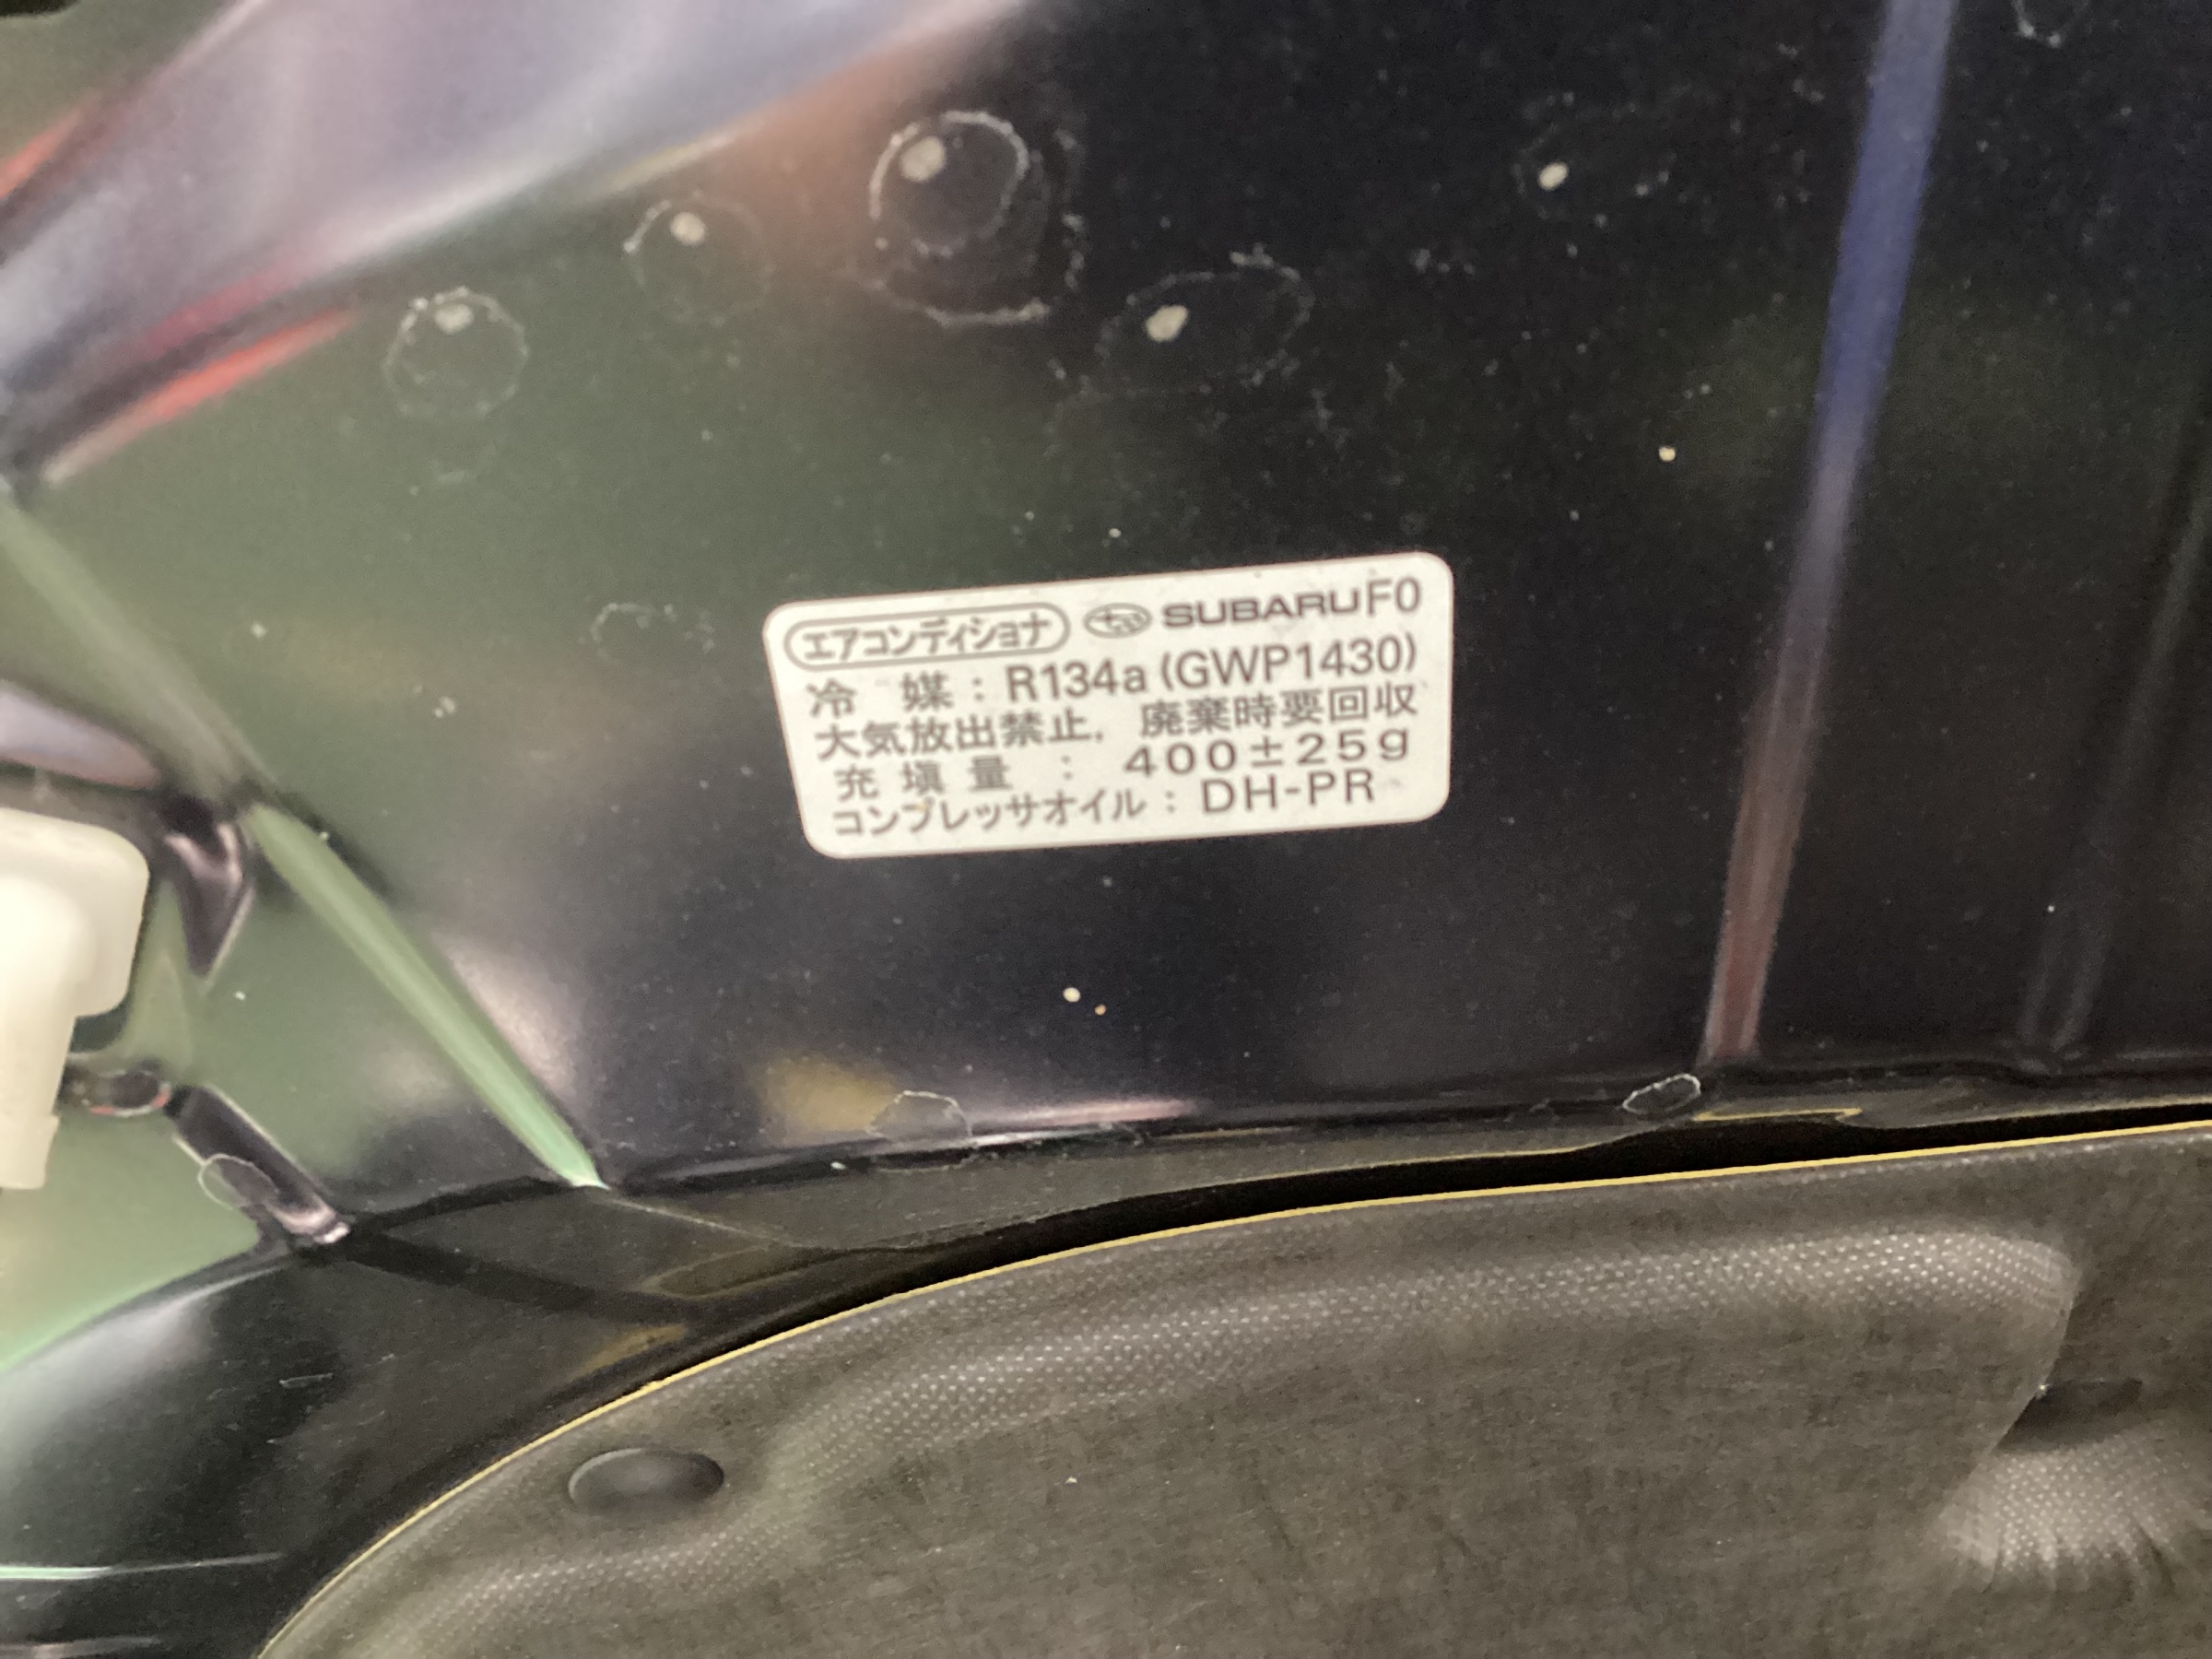 エアコンディショナ SUBARU F0
冷 媒 : R134a (GWP1430)
大気放出禁止, 廃棄時要回収
充 塡 量 : 400±25g
コンプレッサオイル : DH-PR